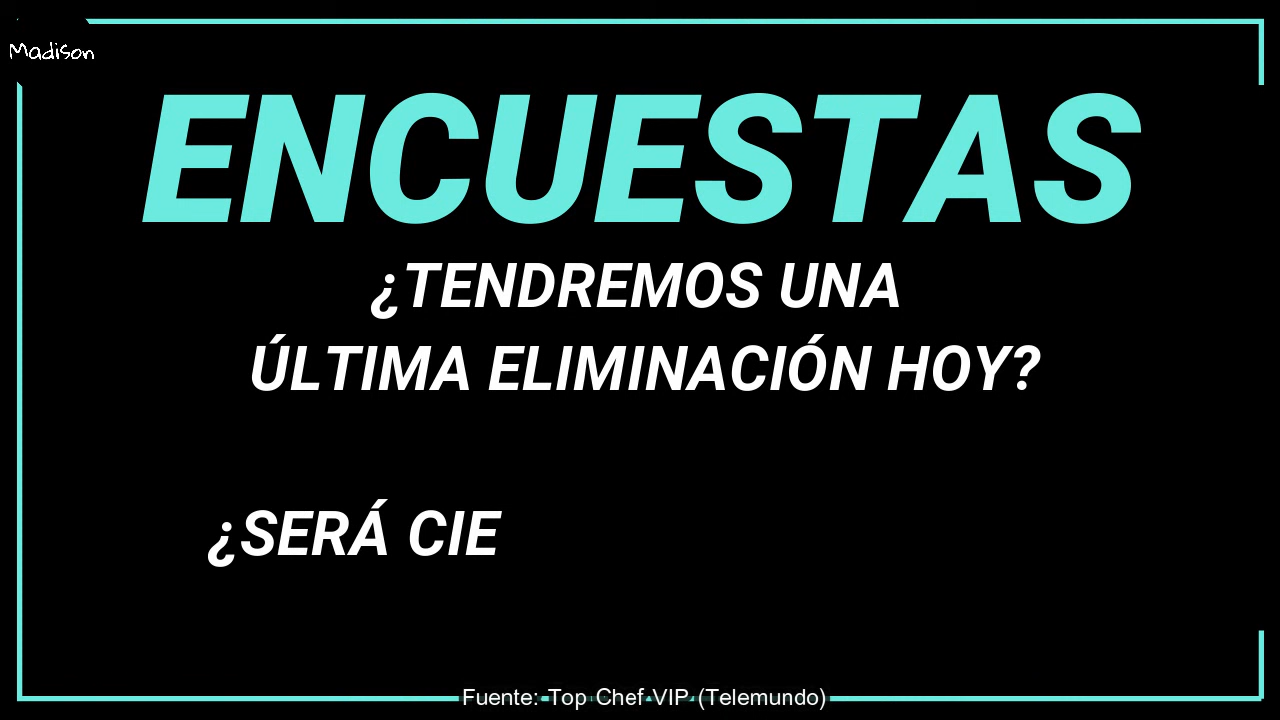 Madison
ENCUESTAS
¿TENDREMOS UNA
ÚLTIMA ELIMINACIÓN HOY?
¿SERÁ CIE
Fuente: Top Chef VIP (Telemundo)